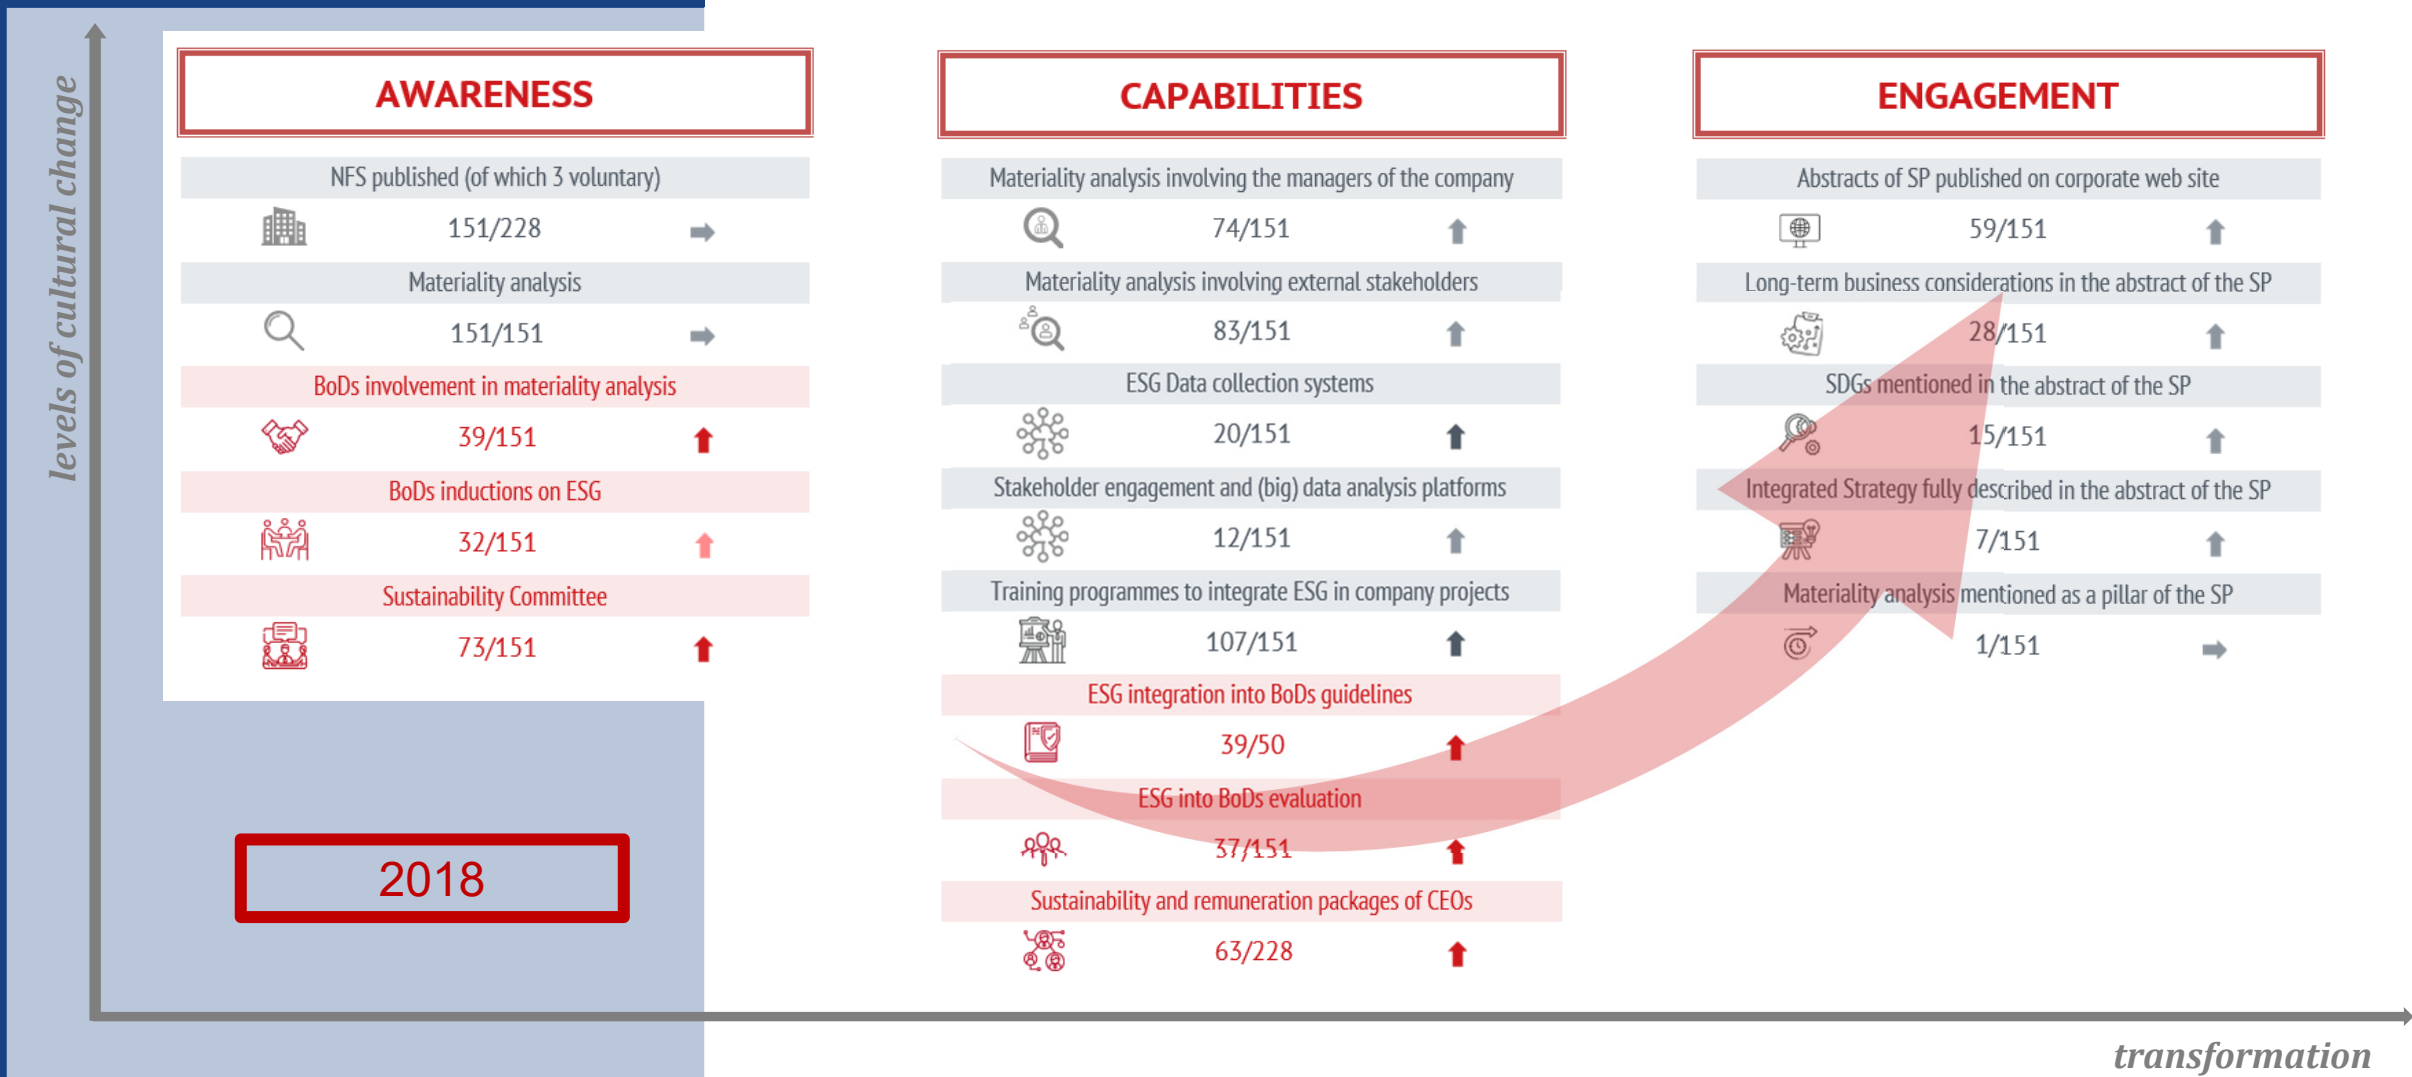 levels of cultural change
AWARENESS
NFS published (of which 3 voluntary)
151/228
Materiality analysis
151/151
BoDs involvement in materiality analysis
39/151
BoDs inductions on ESG
32/151
Sustainability Committee
73/151
2018
CAPABILITIES
Materiality analysis involving the managers of the company
74/151
Materiality analysis involving external stakeholders
83/151
ESG Data collection systems
20/151
Stakeholder engagement and (big) data analysis platforms
12/151
Training programmes to integrate ESG in company projects
107/151
ESG integration into BoDs guidelines
39/50
ESG into BoDs evaluation
37/151
Sustainability and remuneration packages of CEOs
63/228
ENGAGEMENT
Abstracts of SP published on corporate web site
59/151
Long-term business considerations in the abstract of the SP
28/151
SDGs mentioned in the abstract of the SP
15/151
Integrated Strategy fully described in the abstract of the SP
7/151
Materiality analysis mentioned as a pillar of the SP
1/151
transformation